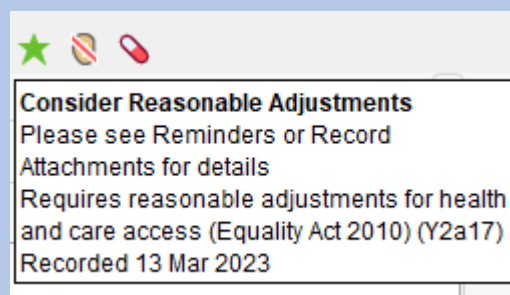 Consider Reasonable Adjustments
Please see Reminders or Record
Attachments for details
Requires reasonable adjustments for health
and care access (Equality Act 2010) (Y2a17)
Recorded 13 Mar 2023